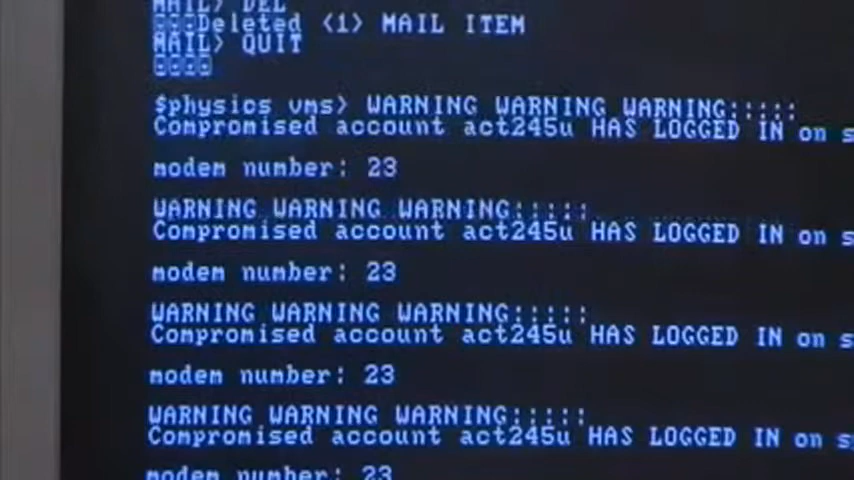 MAIL> DEL
Deleted <1> MAIL ITEM
MAIL> QUIT
$physics vms> WARNING WARNING WARNING:::::
Compromised account act245u HAS LOGGED IN on s
modem number: 23
WARNING WARNING WARNING:::::
Compromised account act245u HAS LOGGED IN on s
modem number: 23
WARNING WARNING WARNING:::::
Compromised account act245u HAS LOGGED IN on s
modem number: 23
WARNING WARNING WARNING:::::
Compromised account act245u HAS LOGGED IN on s
modem number: 23